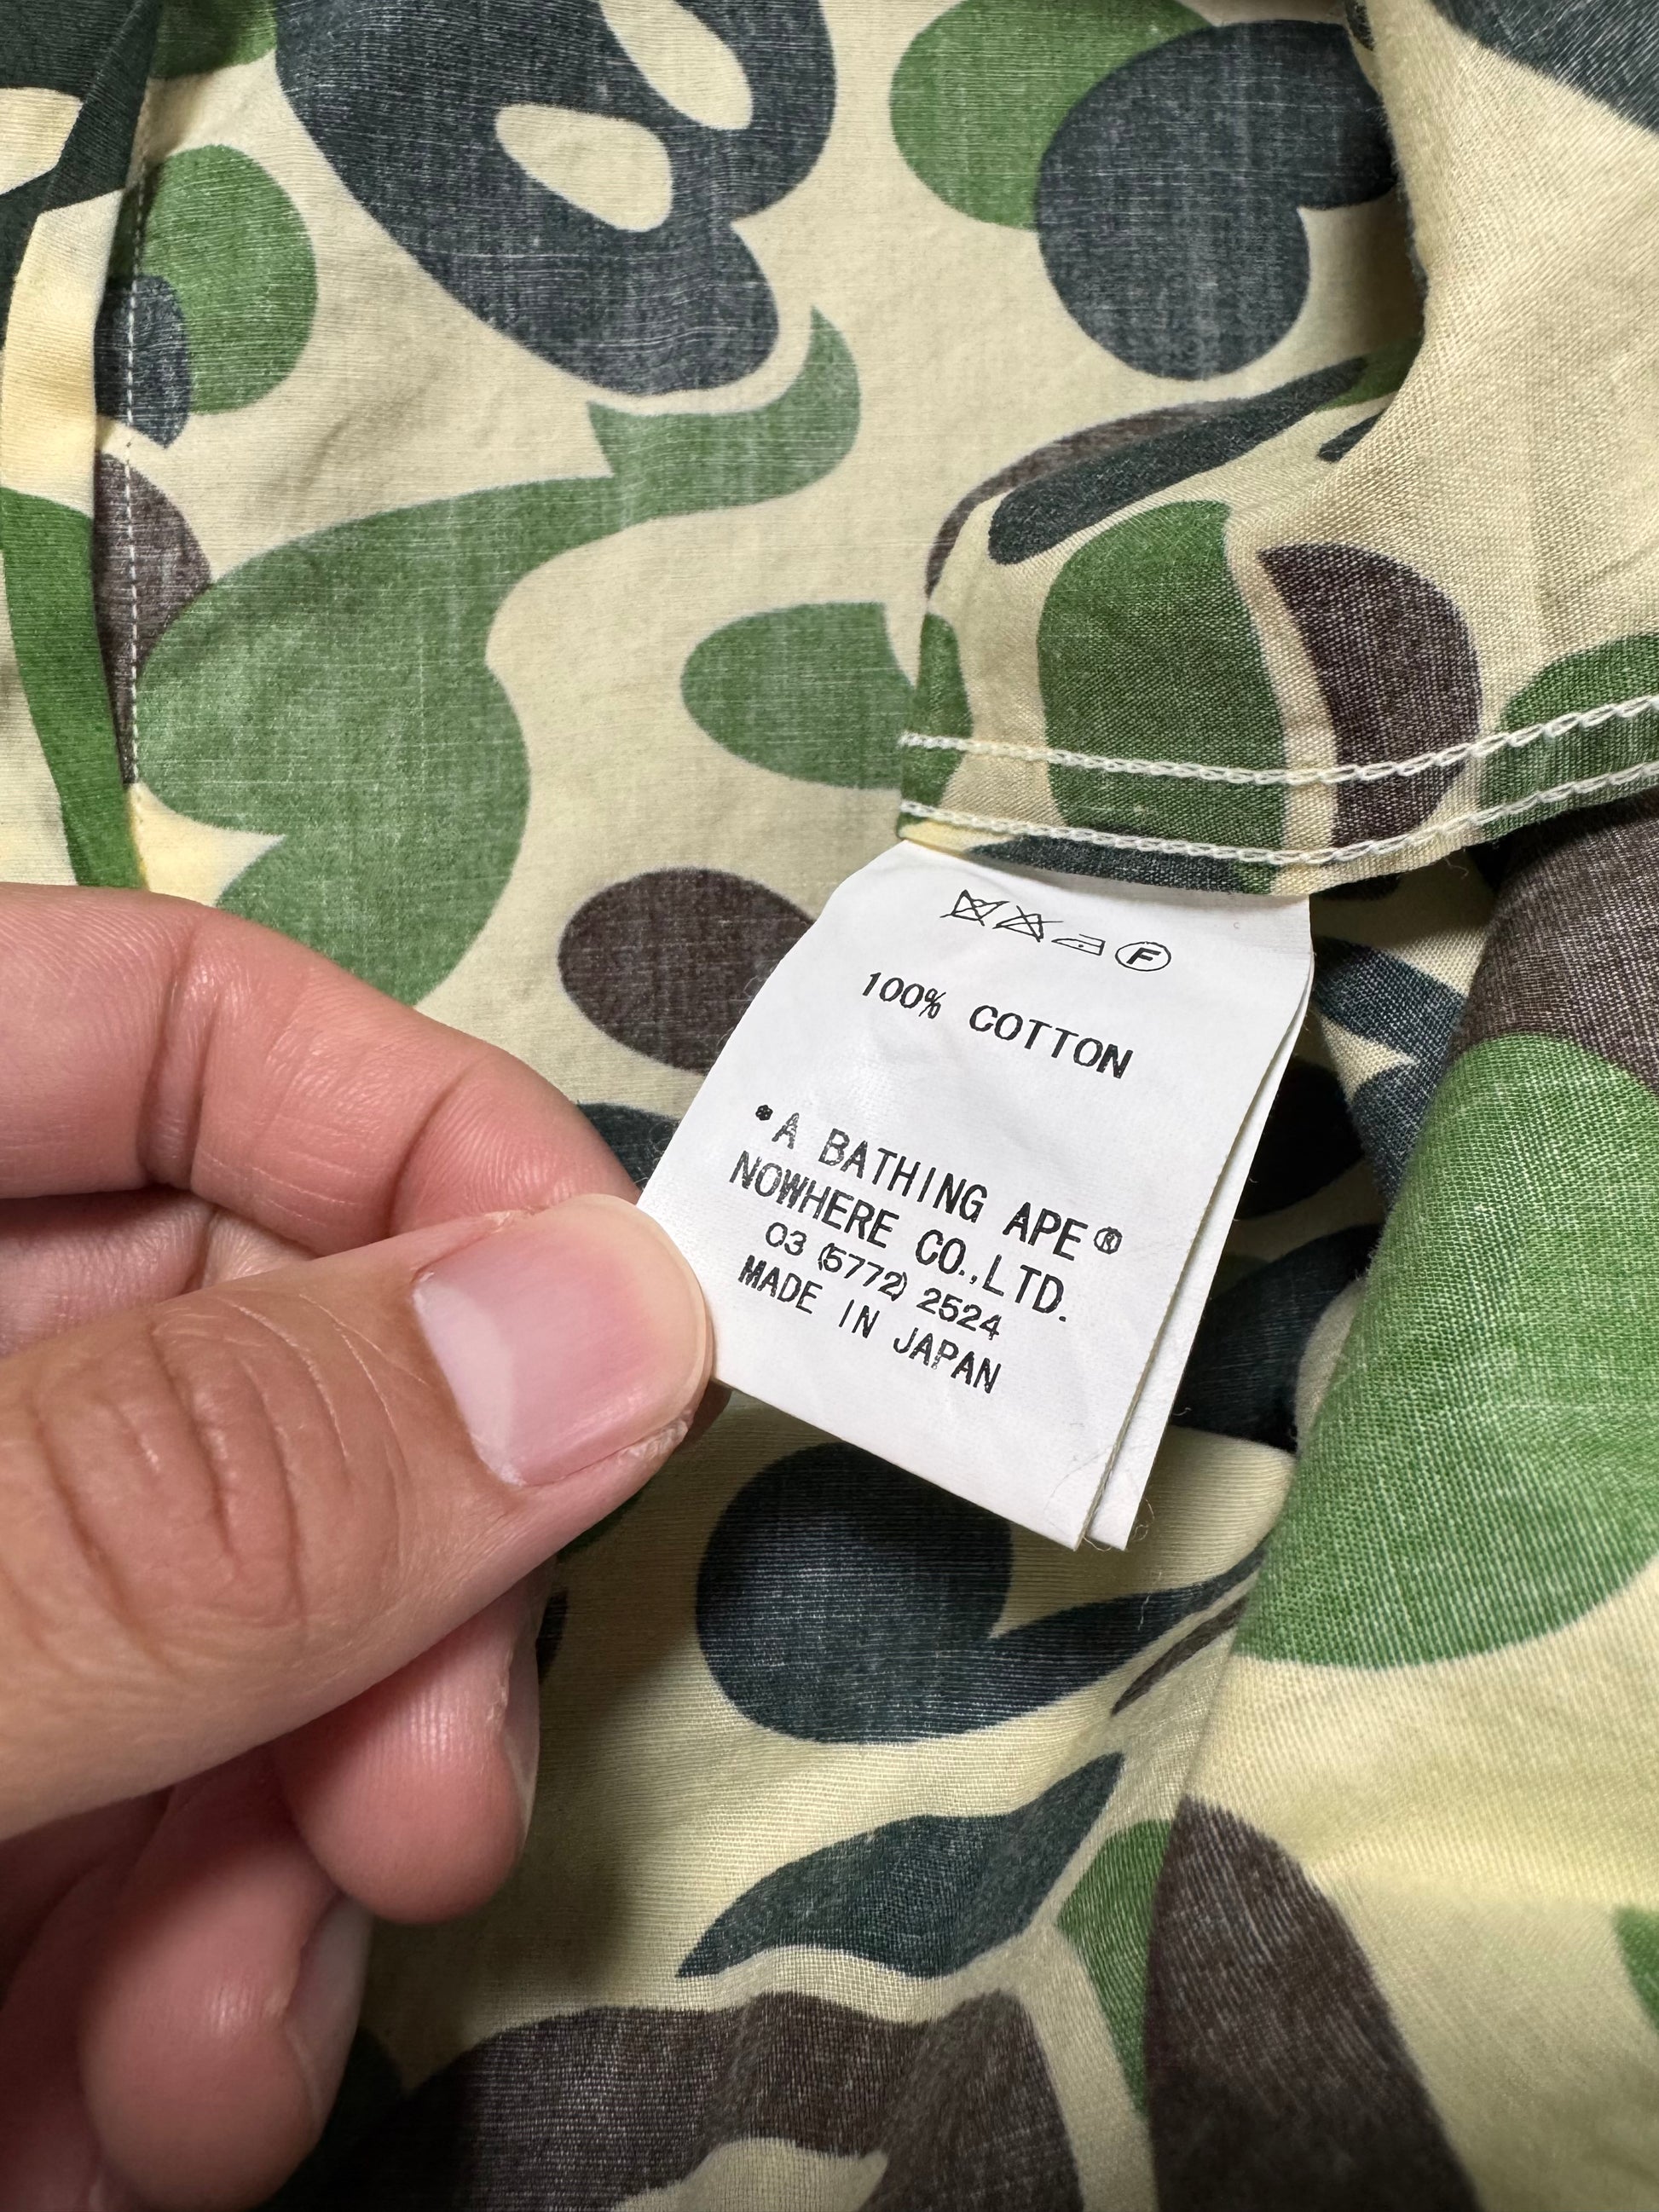 F
100% COTTON
*A BATHING APE®
NOWHERE CO.,LTD.
03 (5772) 2524
MADE IN JAPAN